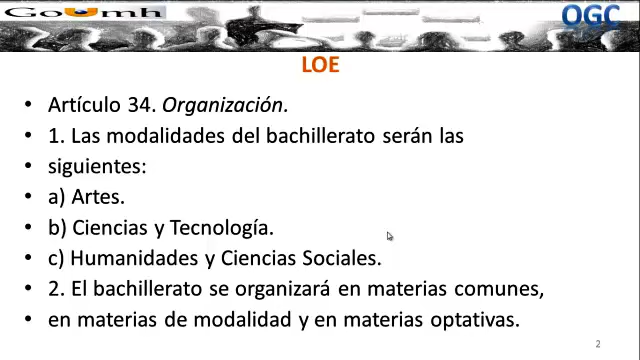 GoUmh
OGC
LOE
• Artículo 34. Organización.
• 1. Las modalidades del bachillerato serán las
• siguientes:
• a) Artes.
• b) Ciencias y Tecnología.
• c) Humanidades y Ciencias Sociales.
• 2. El bachillerato se organizará en materias comunes,
• en materias de modalidad y en materias optativas.
2